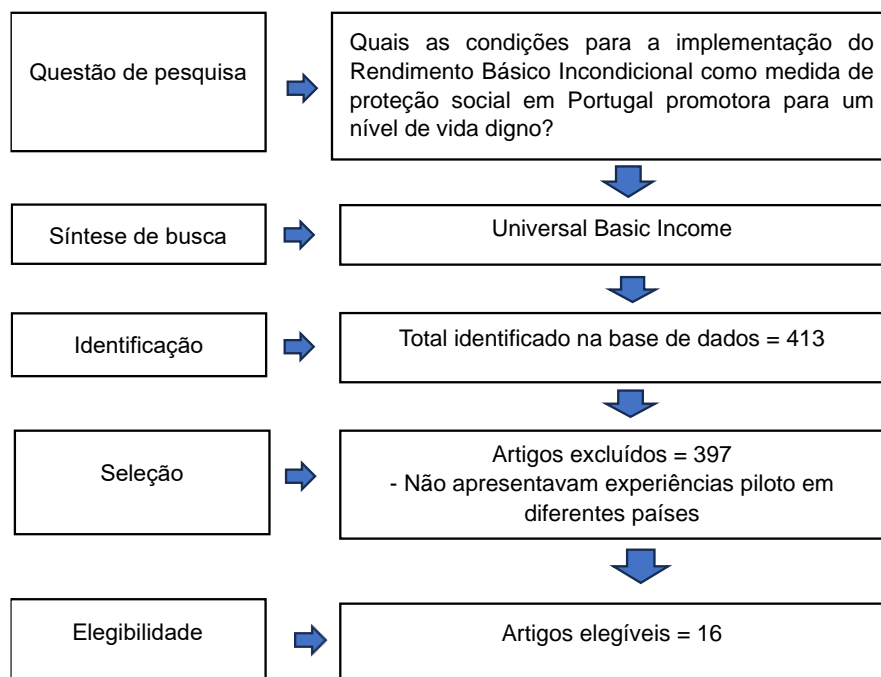 Questão de pesquisa
Quais as condições para a implementação do
Rendimento Básico Incondicional como medida de
proteção social em Portugal promotora para um
nível de vida digno?
Síntese de busca
Universal Basic Income
Identificação
Total identificado na base de dados = 413
Seleção
Artigos excluídos = 397
- Não apresentavam experiências piloto em
diferentes países
Elegibilidade
Artigos elegíveis = 16